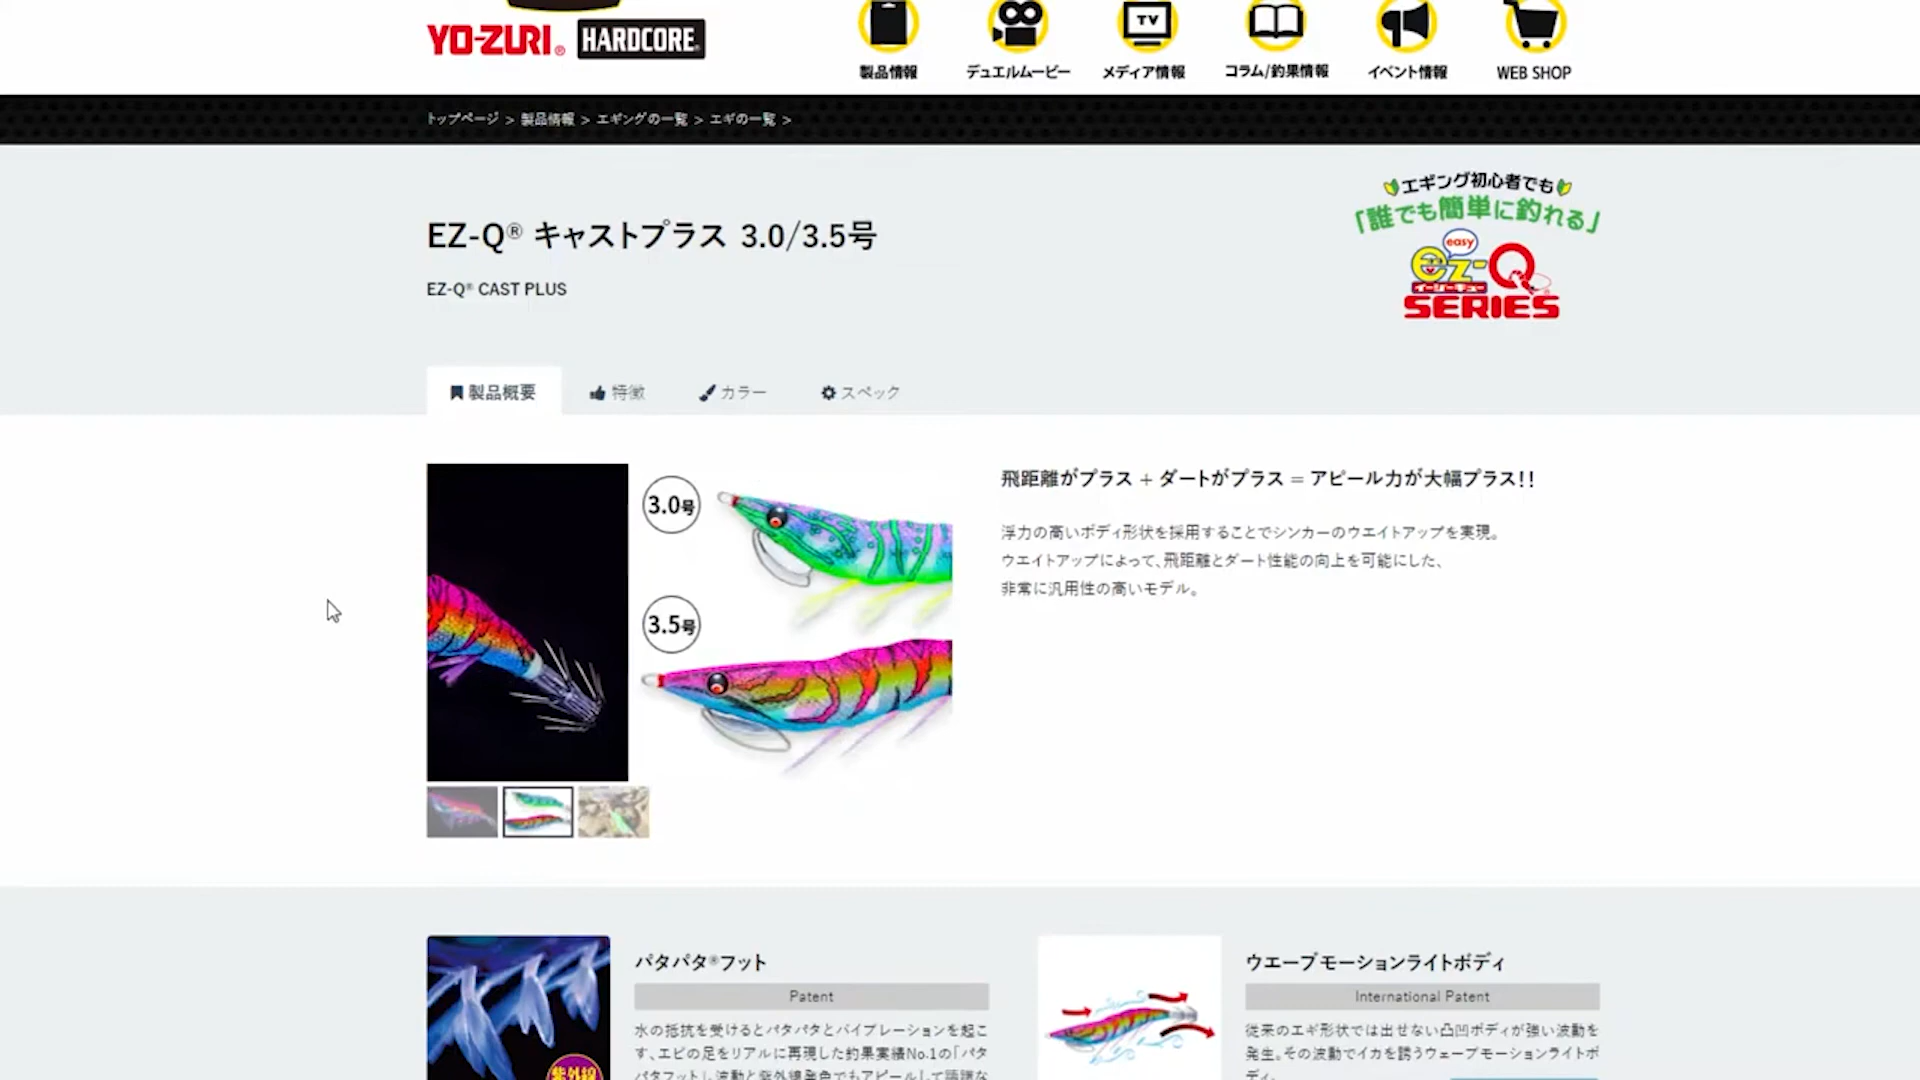 YO-ZURI® HARDCORE
製品情報 デュエルムービー メディア情報 コラム/釣果情報 イベント情報 WEB SHOP
TV
トップページ > 製品情報 > エギングの一覧 > エギの一覧 >
エギング初心者でも
「誰でも簡単に釣れる」
easy
ez-Q
イージーキュー
SERIES
EZ-Q® キャストプラス 3.0/3.5号
EZ-Q® CAST PLUS
製品概要 特徴 カラー スペック
3.0号
3.5号
飛距離がプラス + ダートがプラス = アピール力が大幅プラス!!
浮力の高いボディ形状を採用することでシンカーのウエイトアップを実現。
ウエイトアップによって、飛距離とダート性能の向上を可能にした、
非常に汎用性の高いモデル。
パタパタ®フット
Patent
水の抵抗を受けるとパタパタとバイブレーションを起こ
す、エビの足をリアルに再現した釣果実績No.1の「パタ
紫外線
ウエーブモーションライトボディ
International Patent
従来のエギ形状では出せない凸凹ボディが強い波動を
発生。その波動でイカを誘うウェーブモーションライトボ
ディ。